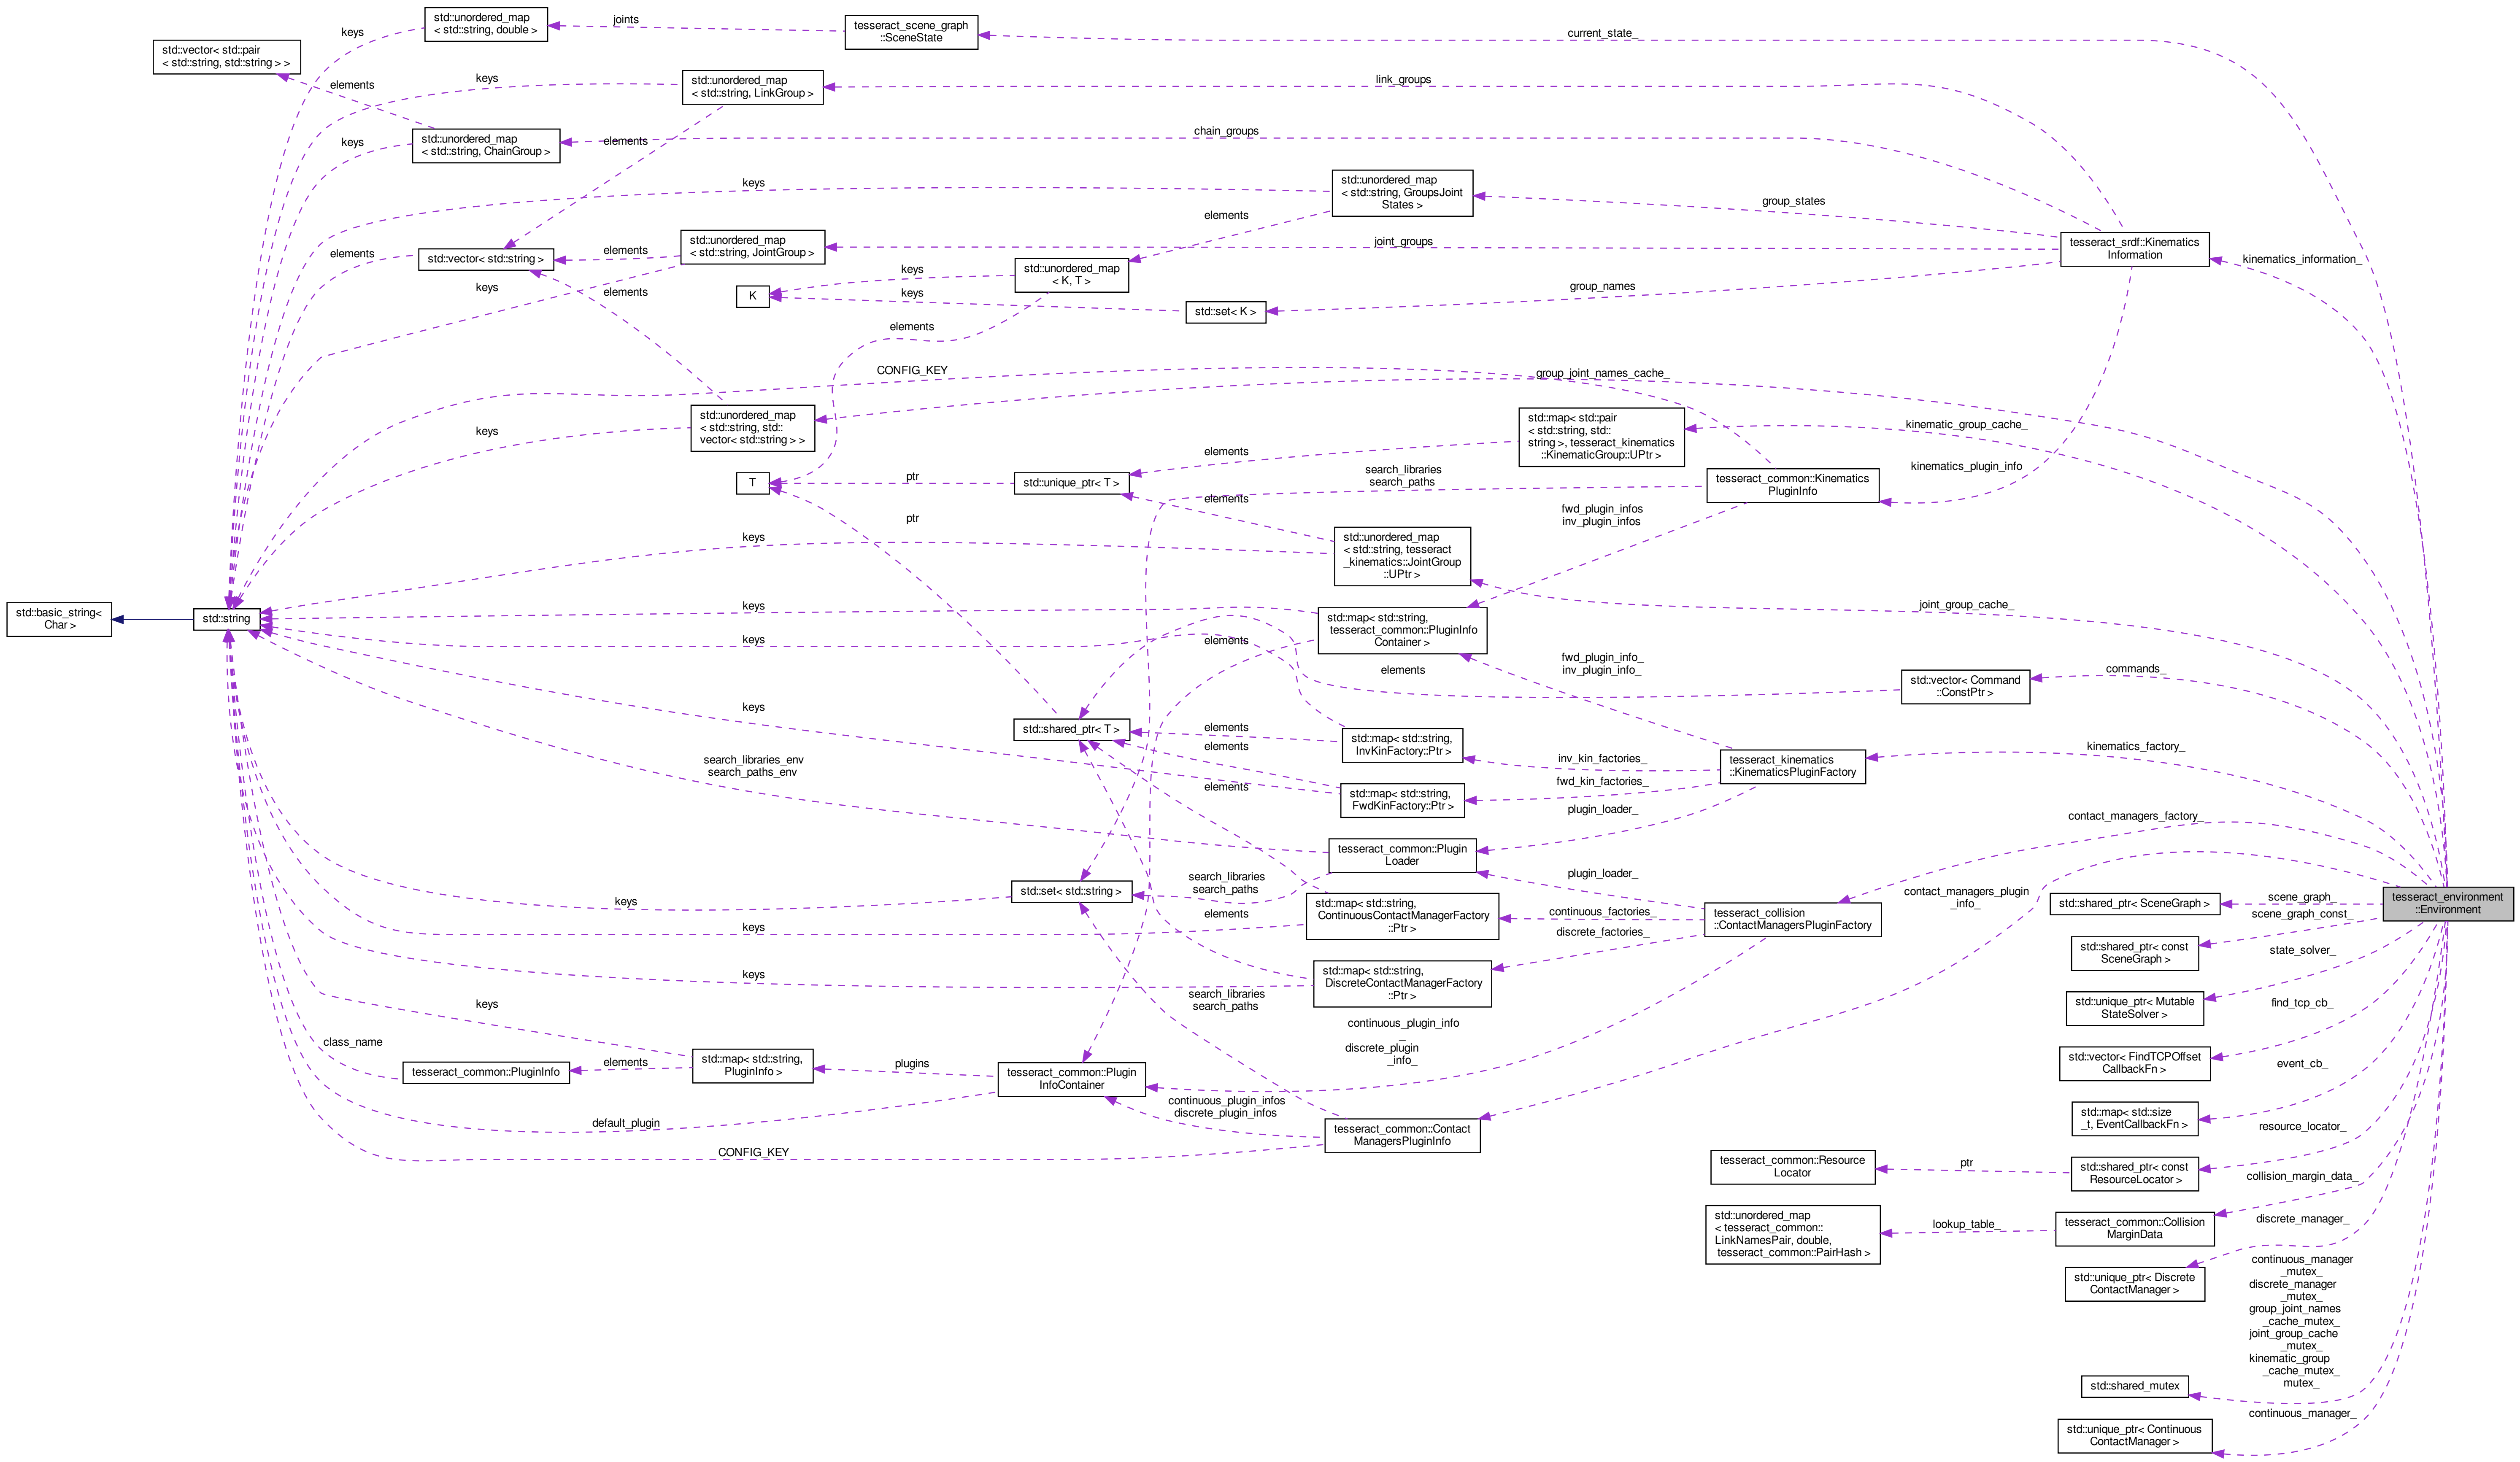 std::unordered_map
< std::string, double >
joints
tesseract_scene_graph
::SceneState
current_state_
keys
std::vector< std::pair
< std::string, std::string > >
elements
std::unordered_map
< std::string, LinkGroup >
keys
link_groups
std::unordered_map
< std::string, ChainGroup >
keys
elements
chain_groups
std::unordered_map
< std::string, GroupsJoint
States >
keys
elements
group_states
std::vector< std::string >
elements
elements
std::unordered_map
< std::string, JointGroup >
joint_groups
tesseract_srdf::Kinematics
Information
kinematics_information_
keys
K
keys
keys
std::unordered_map
< K, T >
std::set< K >
group_names
elements
elements
CONFIG_KEY
group_joint_names_cache_
std::unordered_map
< std::string, std::
vector< std::string > >
keys
std::map< std::pair
< std::string, std::
string >, tesseract_kinematics
::KinematicGroup::UPtr >
kinematic_group_cache_
elements
T
ptr
std::unique_ptr< T >
search_libraries
search_paths
tesseract_common::Kinematics
PluginInfo
kinematics_plugin_info
elements
ptr
fwd_plugin_infos
inv_plugin_infos
keys
std::unordered_map
< std::string, tesseract
_kinematics::JointGroup
::UPtr >
joint_group_cache_
std::basic_string<
Char >
std::string
keys
keys
std::map< std::string,
tesseract_common::PluginInfo
Container >
elements
elements
fwd_plugin_info_
inv_plugin_info_
std::vector< Command
::ConstPtr >
commands_
keys
std::shared_ptr< T >
elements
elements
elements
std::map< std::string,
InvKinFactory::Ptr >
inv_kin_factories_
tesseract_kinematics
::KinematicsPluginFactory
kinematics_factory_
search_libraries_env
search_paths_env
std::map< std::string,
FwdKinFactory::Ptr >
fwd_kin_factories_
plugin_loader_
contact_managers_factory_
tesseract_common::Plugin
Loader
keys
std::set< std::string >
search_libraries
search_paths
plugin_loader_
contact_managers_plugin
_info_
keys
elements
std::map< std::string,
ContinuousContactManagerFactory
::Ptr >
continuous_factories_
discrete_factories_
tesseract_collision
::ContactManagersPluginFactory
std::shared_ptr< SceneGraph >
scene_graph_
tesseract_environment
::Environment
scene_graph_const_
std::shared_ptr< const
SceneGraph >
state_solver_
keys
std::map< std::string,
DiscreteContactManagerFactory
::Ptr >
std::unique_ptr< Mutable
StateSolver >
find_tcp_cb_
keys
search_libraries
search_paths
continuous_plugin_info
_
discrete_plugin
_info_
class_name
tesseract_common::PluginInfo
elements
std::map< std::string,
PluginInfo >
plugins
tesseract_common::Plugin
InfoContainer
std::vector< FindTCPOffset
CallbackFn >
event_cb_
default_plugin
continuous_plugin_infos
discrete_plugin_infos
std::map< std::size
_t, EventCallbackFn >
CONFIG_KEY
tesseract_common::Contact
ManagersPluginInfo
resource_locator_
tesseract_common::Resource
Locator
ptr
std::shared_ptr< const
ResourceLocator >
collision_margin_data_
std::unordered_map
< tesseract_common::
LinkNamesPair, double,
tesseract_common::PairHash >
lookup_table_
tesseract_common::Collision
MarginData
discrete_manager_
std::unique_ptr< Discrete
ContactManager >
continuous_manager
_mutex_
discrete_manager
_mutex_
group_joint_names
_cache_mutex_
joint_group_cache
_mutex_
kinematic_group
_cache_mutex_
mutex_
std::shared_mutex
continuous_manager_
std::unique_ptr< Continuous
ContactManager >